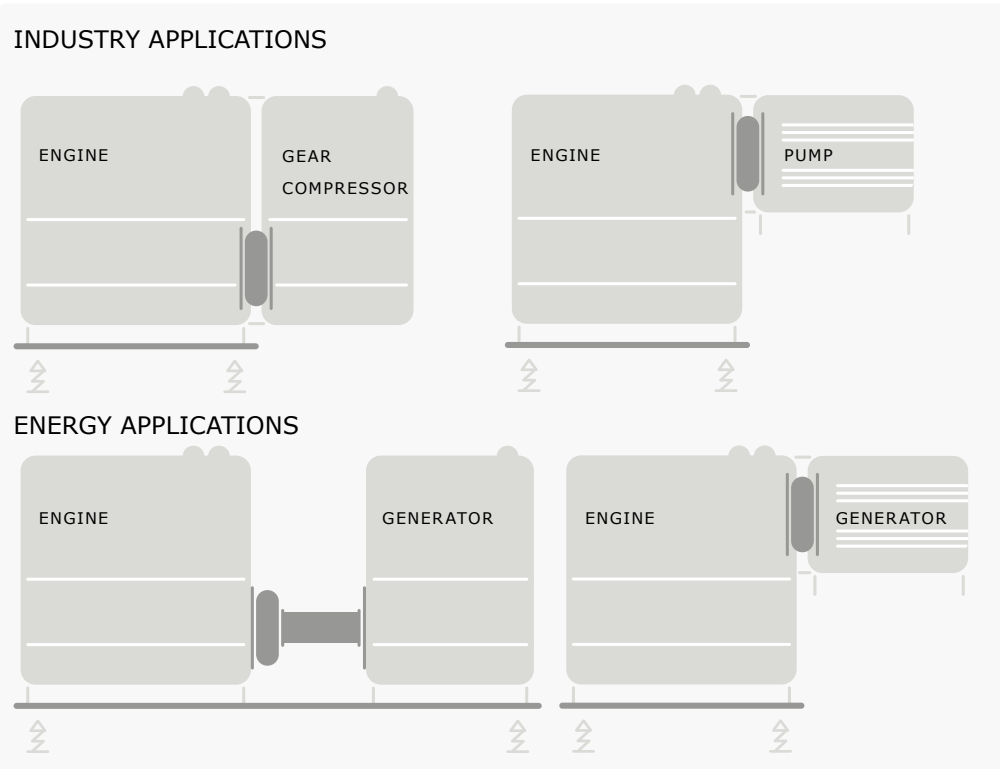 INDUSTRY APPLICATIONS
ENGINE
GEAR
COMPRESSOR
ENGINE
PUMP
ENERGY APPLICATIONS
ENGINE
GENERATOR
ENGINE
GENERATOR